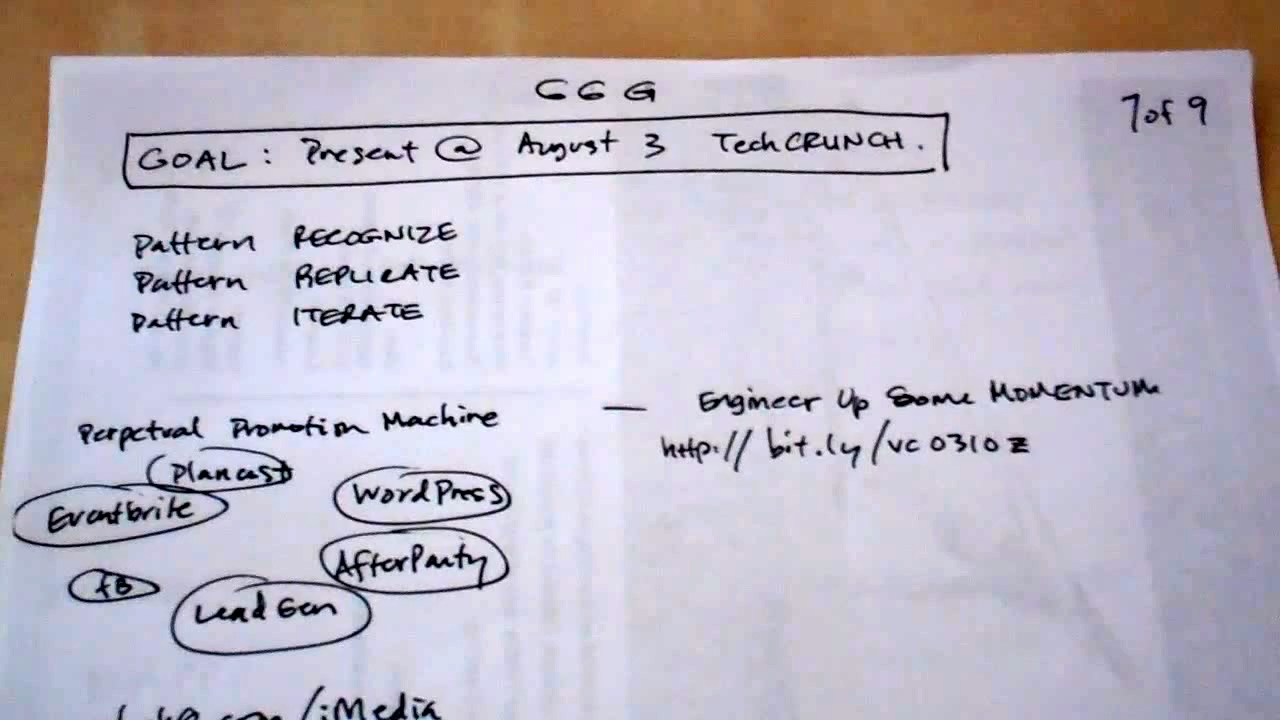 CGG
7 of 9
GOAL: Present @ August 3 TechCRUNCH.
Pattern RECOGNIZE
Pattern REPLICATE
Pattern ITERATE
Perpetual Promotion Machine — Engineer Up Some MOMENTUM
http://bit.ly/vc0310z
Plancast
Eventbrite
WordPress
AfterParty
fB
Lead Gen
/iMedia